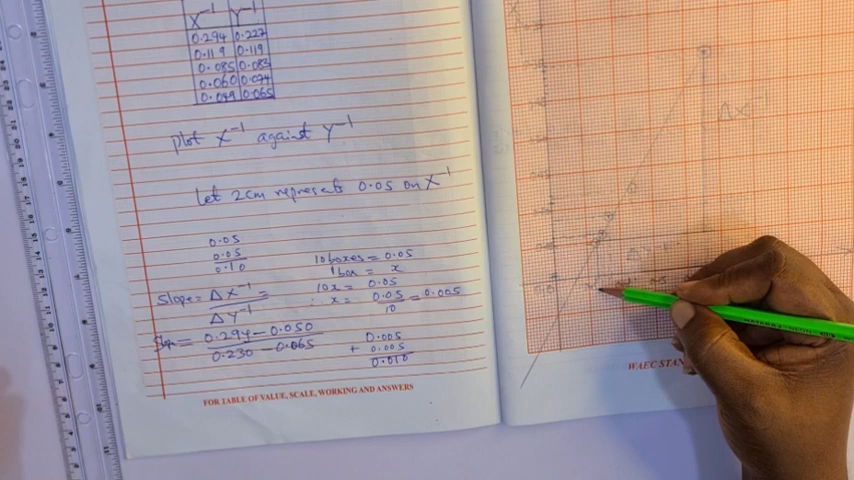 X⁻¹ Y⁻¹
0.294 0.227
0.119 0.119
0.085 0.083
0.060 0.074
0.049 0.065
plot X⁻¹ against Y⁻¹
let 2cm represents 0.05 on X⁻¹
0.05
0.05
0.10
10 boxes = 0.05
1 box = x
10x = 0.05
∴ x = 0.05/10 = 0.005
Slope = ΔX⁻¹/ΔY⁻¹ =
Slope = 0.294 - 0.050/0.230 - 0.065
0.005
+ 0.005
0.010
FOR TABLE OF VALUE, SCALE, WORKING AND ANSWERS
ΔX⁻¹
WAEC STAN